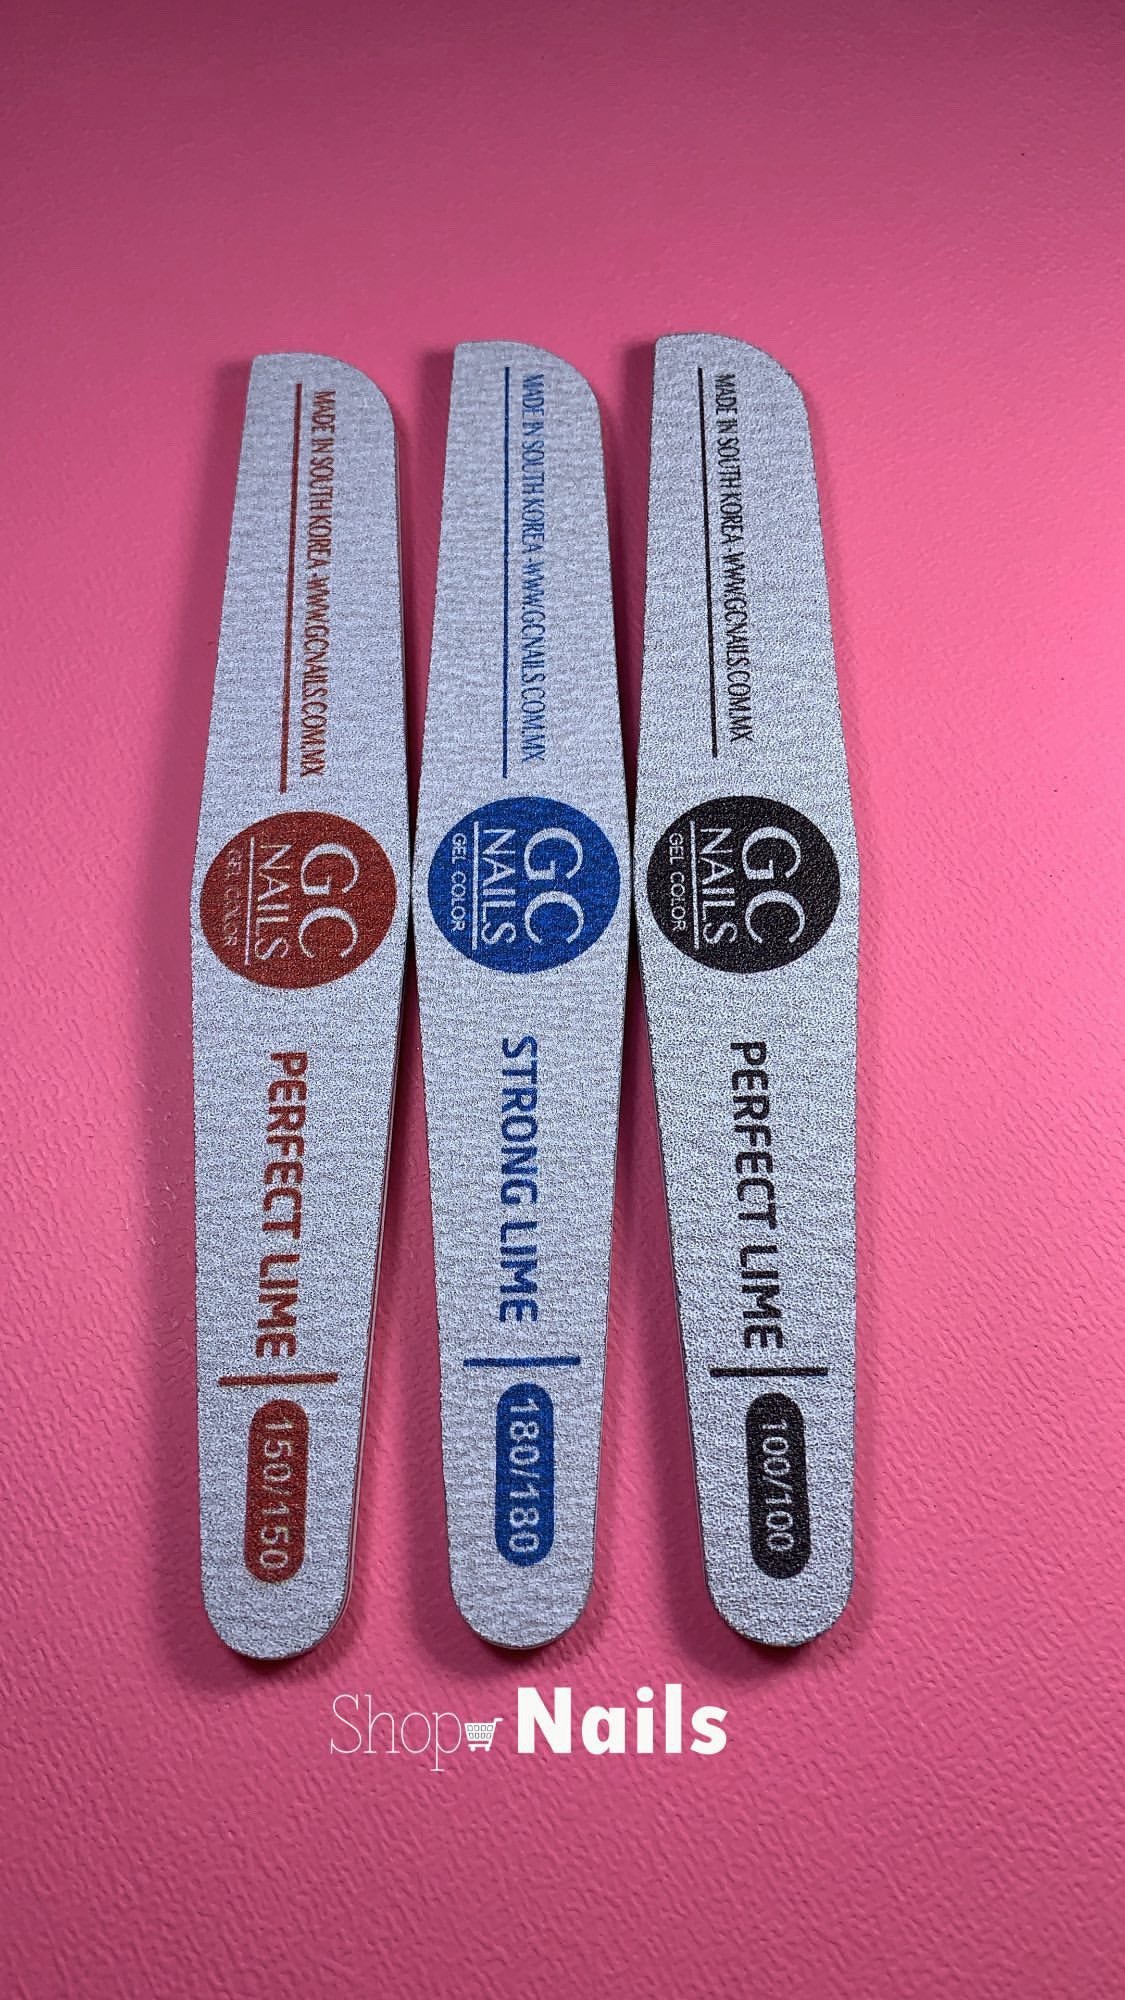 MADE IN SOUTH KOREA-WWW.GCNAILS.COM.MX
GC
NAILS
GEL COLOR
PERFECT LIME
150/150
MADE IN SOUTH KOREA-WWW.GCNAILS.COM.MX
GC
NAILS
GEL COLOR
STRONG LIME
180/180
MADE IN SOUTH KOREA-WWW.GCNAILS.COM.MX
GC
NAILS
GEL COLOR
PERFECT LIME
100/100
Shop Nails